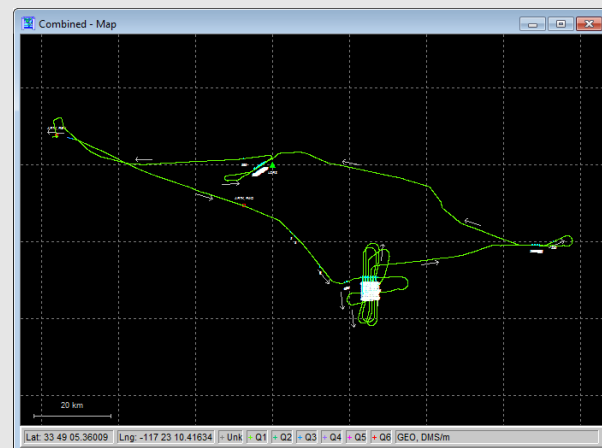 Combined - Map
20 km
Lat: 33 49 05.36009 Lng: -117 23 10.41634 Unk Q1 Q2 Q3 Q4 Q5 Q6 GEO, DMS/m